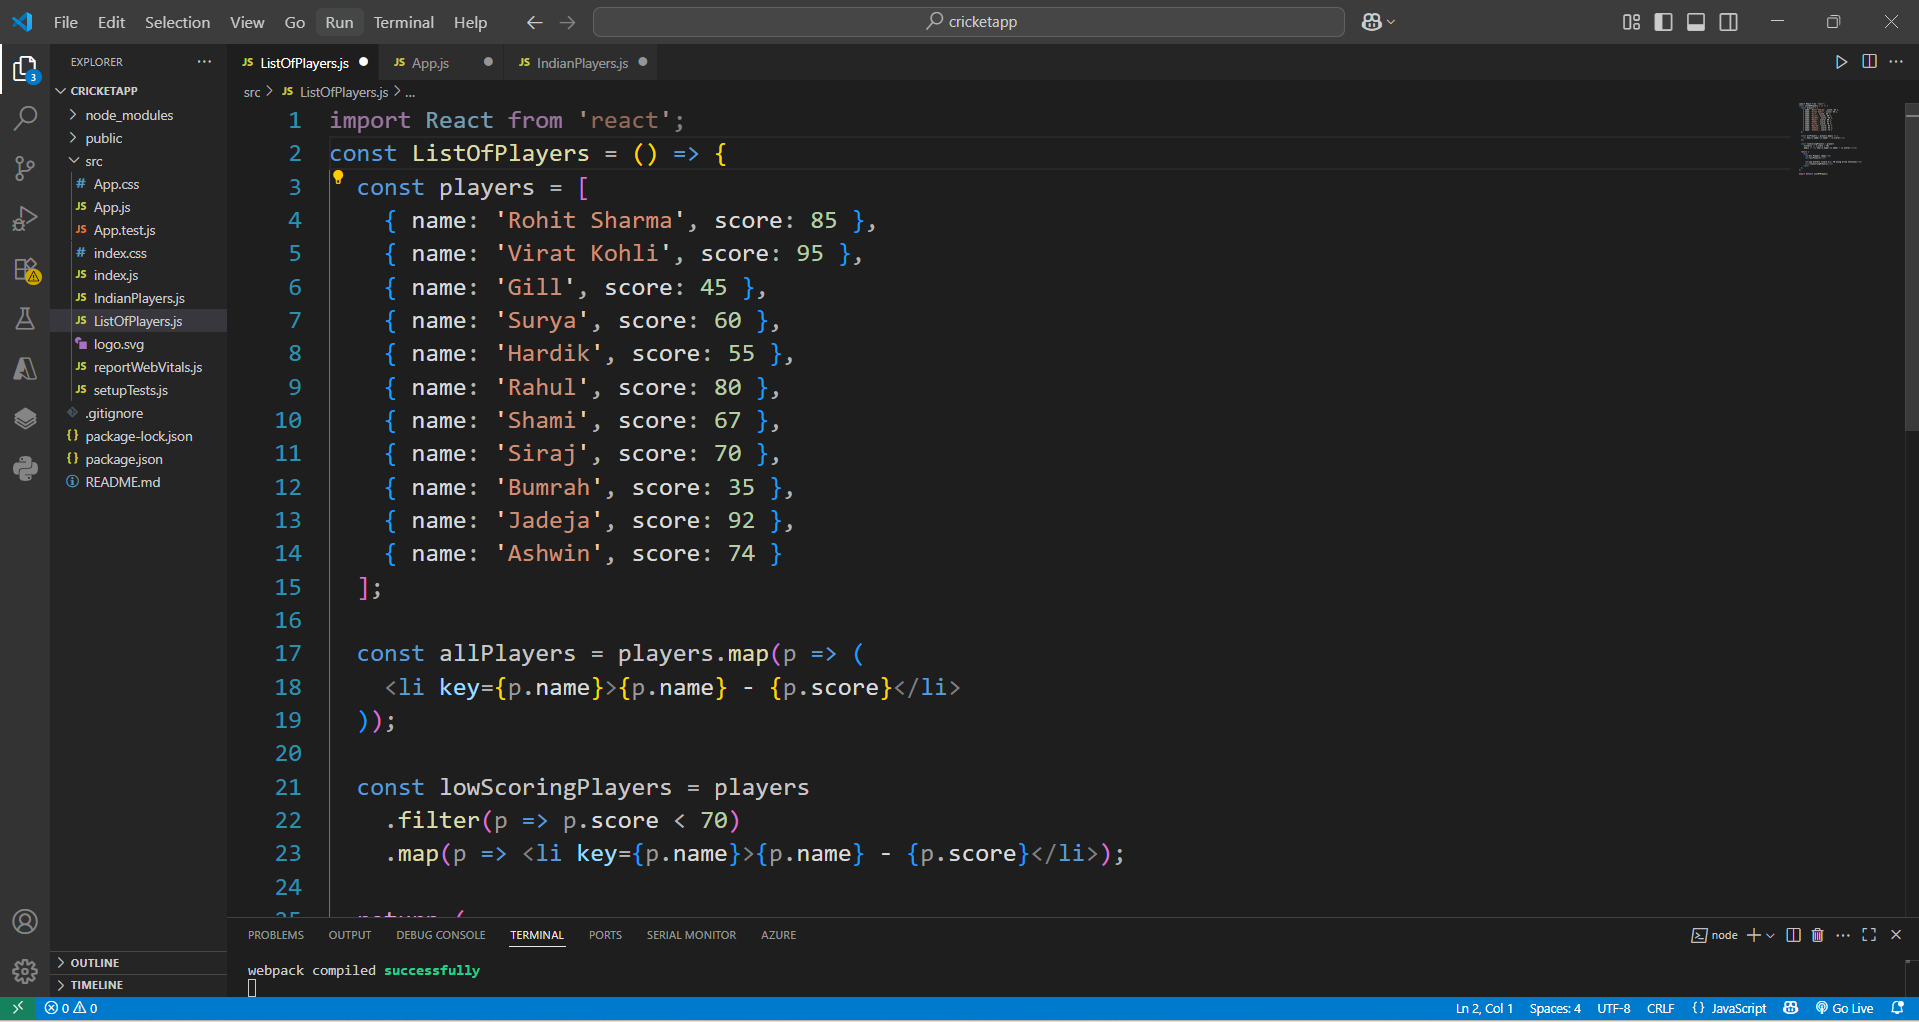 File Edit Selection View Go Run Terminal Help
cricketapp
EXPLORER
ListOfPlayers.js
App.js
IndianPlayers.js
src > ListOfPlayers.js > ...
3
CRICKETAPP
node_modules
public
src
App.css
App.js
App.test.js
index.css
index.js
IndianPlayers.js
ListOfPlayers.js
logo.svg
reportWebVitals.js
setupTests.js
.gitignore
package-lock.json
package.json
README.md
OUTLINE
TIMELINE
1 import React from 'react';
2 const ListOfPlayers = () => {
3 const players = [
4 { name: 'Rohit Sharma', score: 85 },
5 { name: 'Virat Kohli', score: 95 },
6 { name: 'Gill', score: 45 },
7 { name: 'Surya', score: 60 },
8 { name: 'Hardik', score: 55 },
9 { name: 'Rahul', score: 80 },
10 { name: 'Shami', score: 67 },
11 { name: 'Siraj', score: 70 },
12 { name: 'Bumrah', score: 35 },
13 { name: 'Jadeja', score: 92 },
14 { name: 'Ashwin', score: 74 }
15 ];
16
17 const allPlayers = players.map(p => (
18 <li key={p.name}>{p.name} - {p.score}</li>
19 ));
20
21 const lowScoringPlayers = players
22 .filter(p => p.score < 70)
23 .map(p => <li key={p.name}>{p.name} - {p.score}</li>);
24
25 return (
PROBLEMS OUTPUT DEBUG CONSOLE TERMINAL PORTS SERIAL MONITOR AZURE
node
webpack compiled successfully
0 0
Ln 2, Col 1 Spaces: 4 UTF-8 CRLF {} JavaScript Go Live